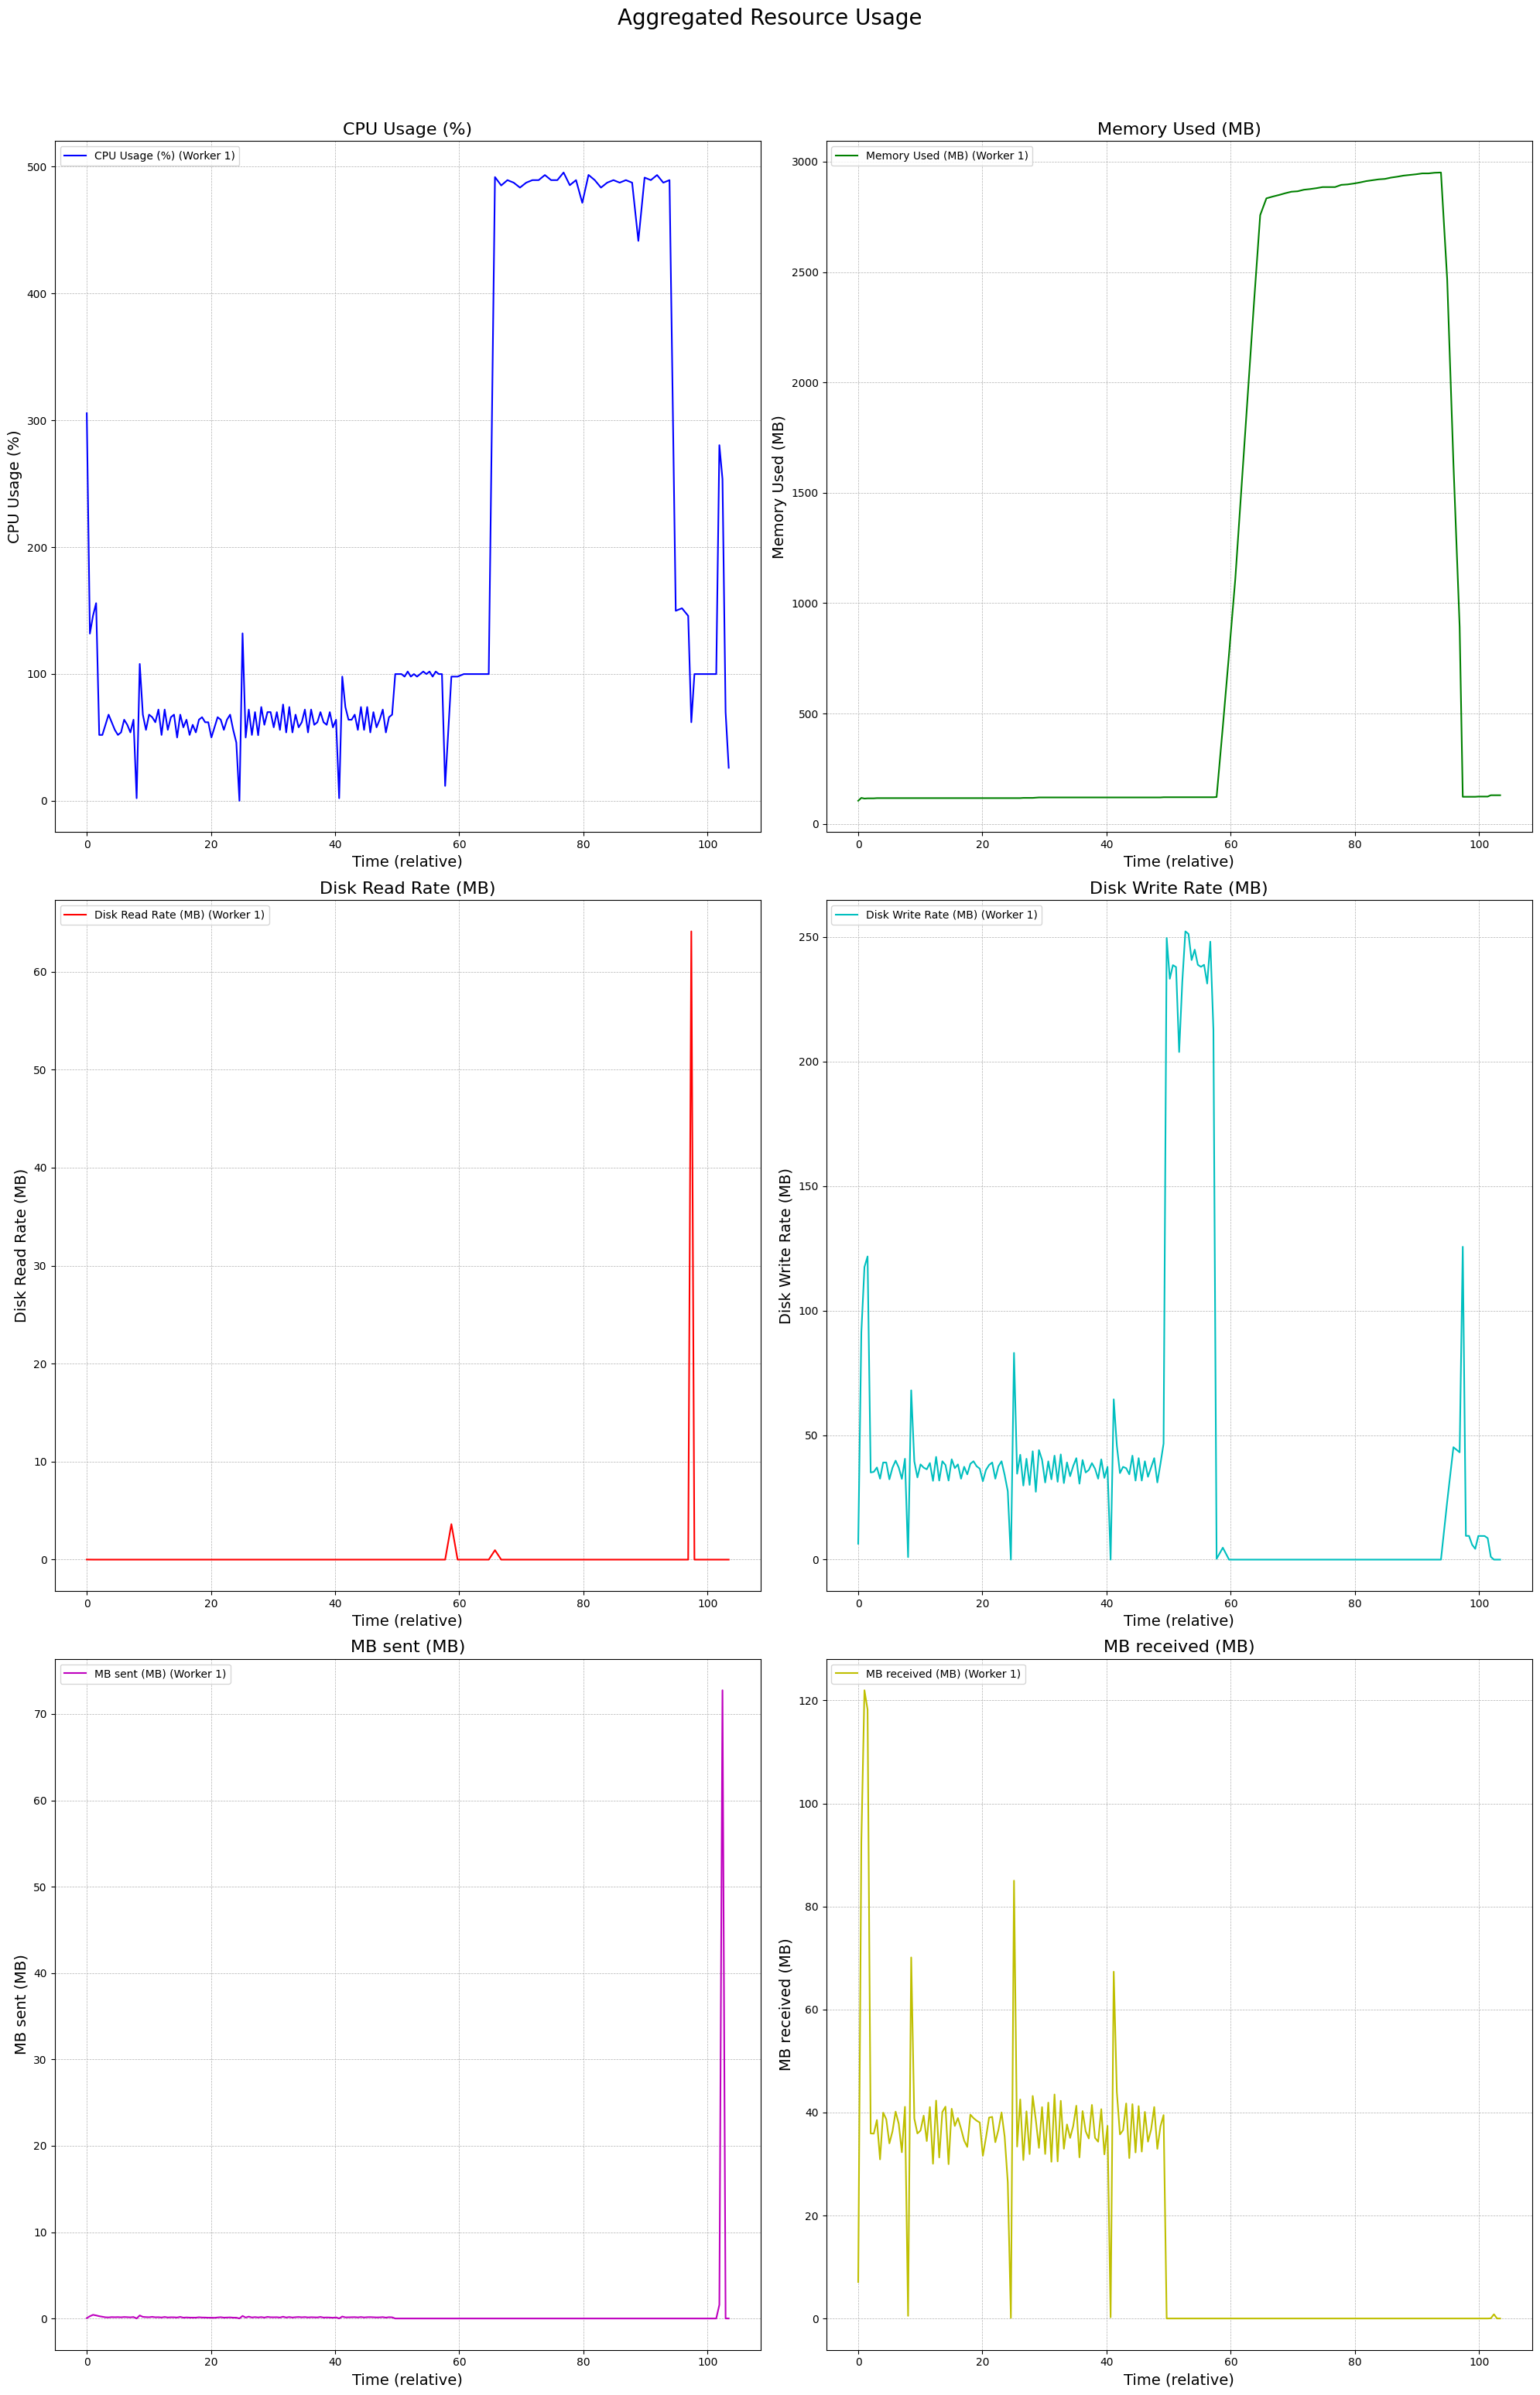 Aggregated Resource Usage
CPU Usage (%)
CPU Usage (%) (Worker 1)
CPU Usage (%)
500
400
300
200
100
0
0 20 40 60 80 100
Time (relative)
Memory Used (MB)
Memory Used (MB) (Worker 1)
Memory Used (MB)
3000
2500
2000
1500
1000
500
0
0 20 40 60 80 100
Time (relative)
Disk Read Rate (MB)
Disk Read Rate (MB) (Worker 1)
Disk Read Rate (MB)
60
50
40
30
20
10
0
0 20 40 60 80 100
Time (relative)
Disk Write Rate (MB)
Disk Write Rate (MB) (Worker 1)
Disk Write Rate (MB)
250
200
150
100
50
0
0 20 40 60 80 100
Time (relative)
MB sent (MB)
MB sent (MB) (Worker 1)
MB sent (MB)
70
60
50
40
30
20
10
0
0 20 40 60 80 100
Time (relative)
MB received (MB)
MB received (MB) (Worker 1)
MB received (MB)
120
100
80
60
40
20
0
0 20 40 60 80 100
Time (relative)